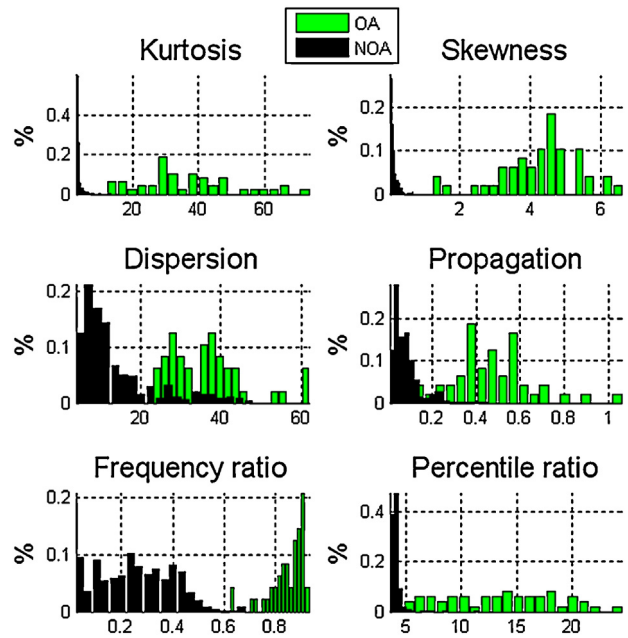 OA
NOA
Kurtosis
Skewness
%
0.4
0.2
0
20 40 60
%
0.2
0.1
0
2 4 6
Dispersion
Propagation
%
0.2
0.1
0
20 40 60
%
0.2
0.1
0
0.2 0.4 0.6 0.8 1
Frequency ratio
Percentile ratio
%
0.2
0.1
0
0.2 0.4 0.6 0.8
%
0.4
0.2
0
5 10 15 20